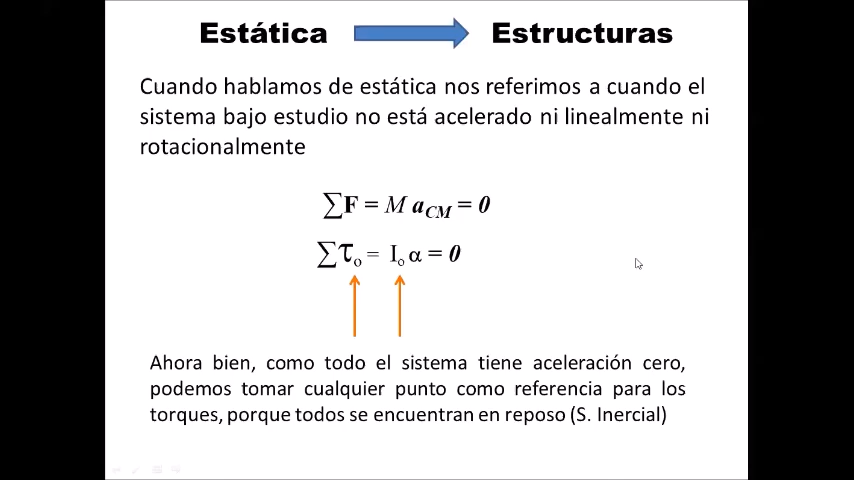 Estática Estructuras
Cuando hablamos de estática nos referimos a cuando el
sistema bajo estudio no está acelerado ni linealmente ni
rotacionalmente
∑F = M a_CM = 0
∑τ_o = I_o α = 0
Ahora bien, como todo el sistema tiene aceleración cero,
podemos tomar cualquier punto como referencia para los
torques, porque todos se encuentran en reposo (S. Inercial)